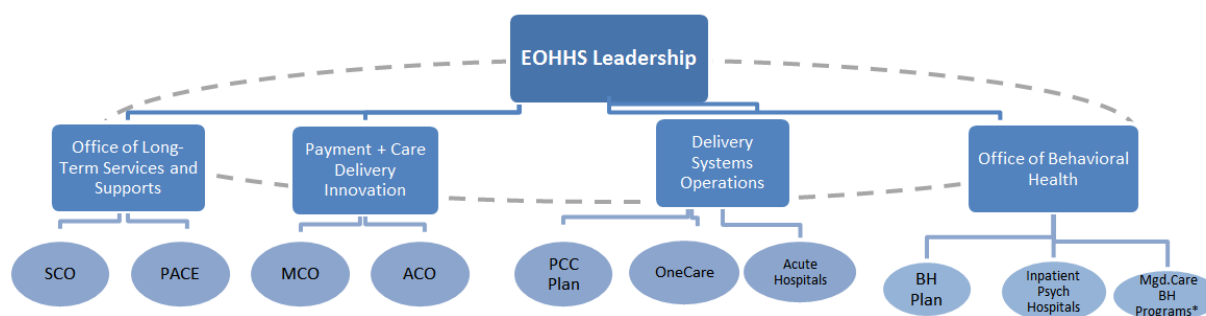 EOHHS Leadership
Office of Long-
Term Services and
Supports
Payment + Care
Delivery
Innovation
Delivery
Systems
Operations
Office of Behavioral
Health
SCO
PACE
MCO
ACO
PCC
Plan
OneCare
Acute
Hospitals
BH
Plan
Inpatient
Psych
Hospitals
Mgd.Care
BH
Programs*